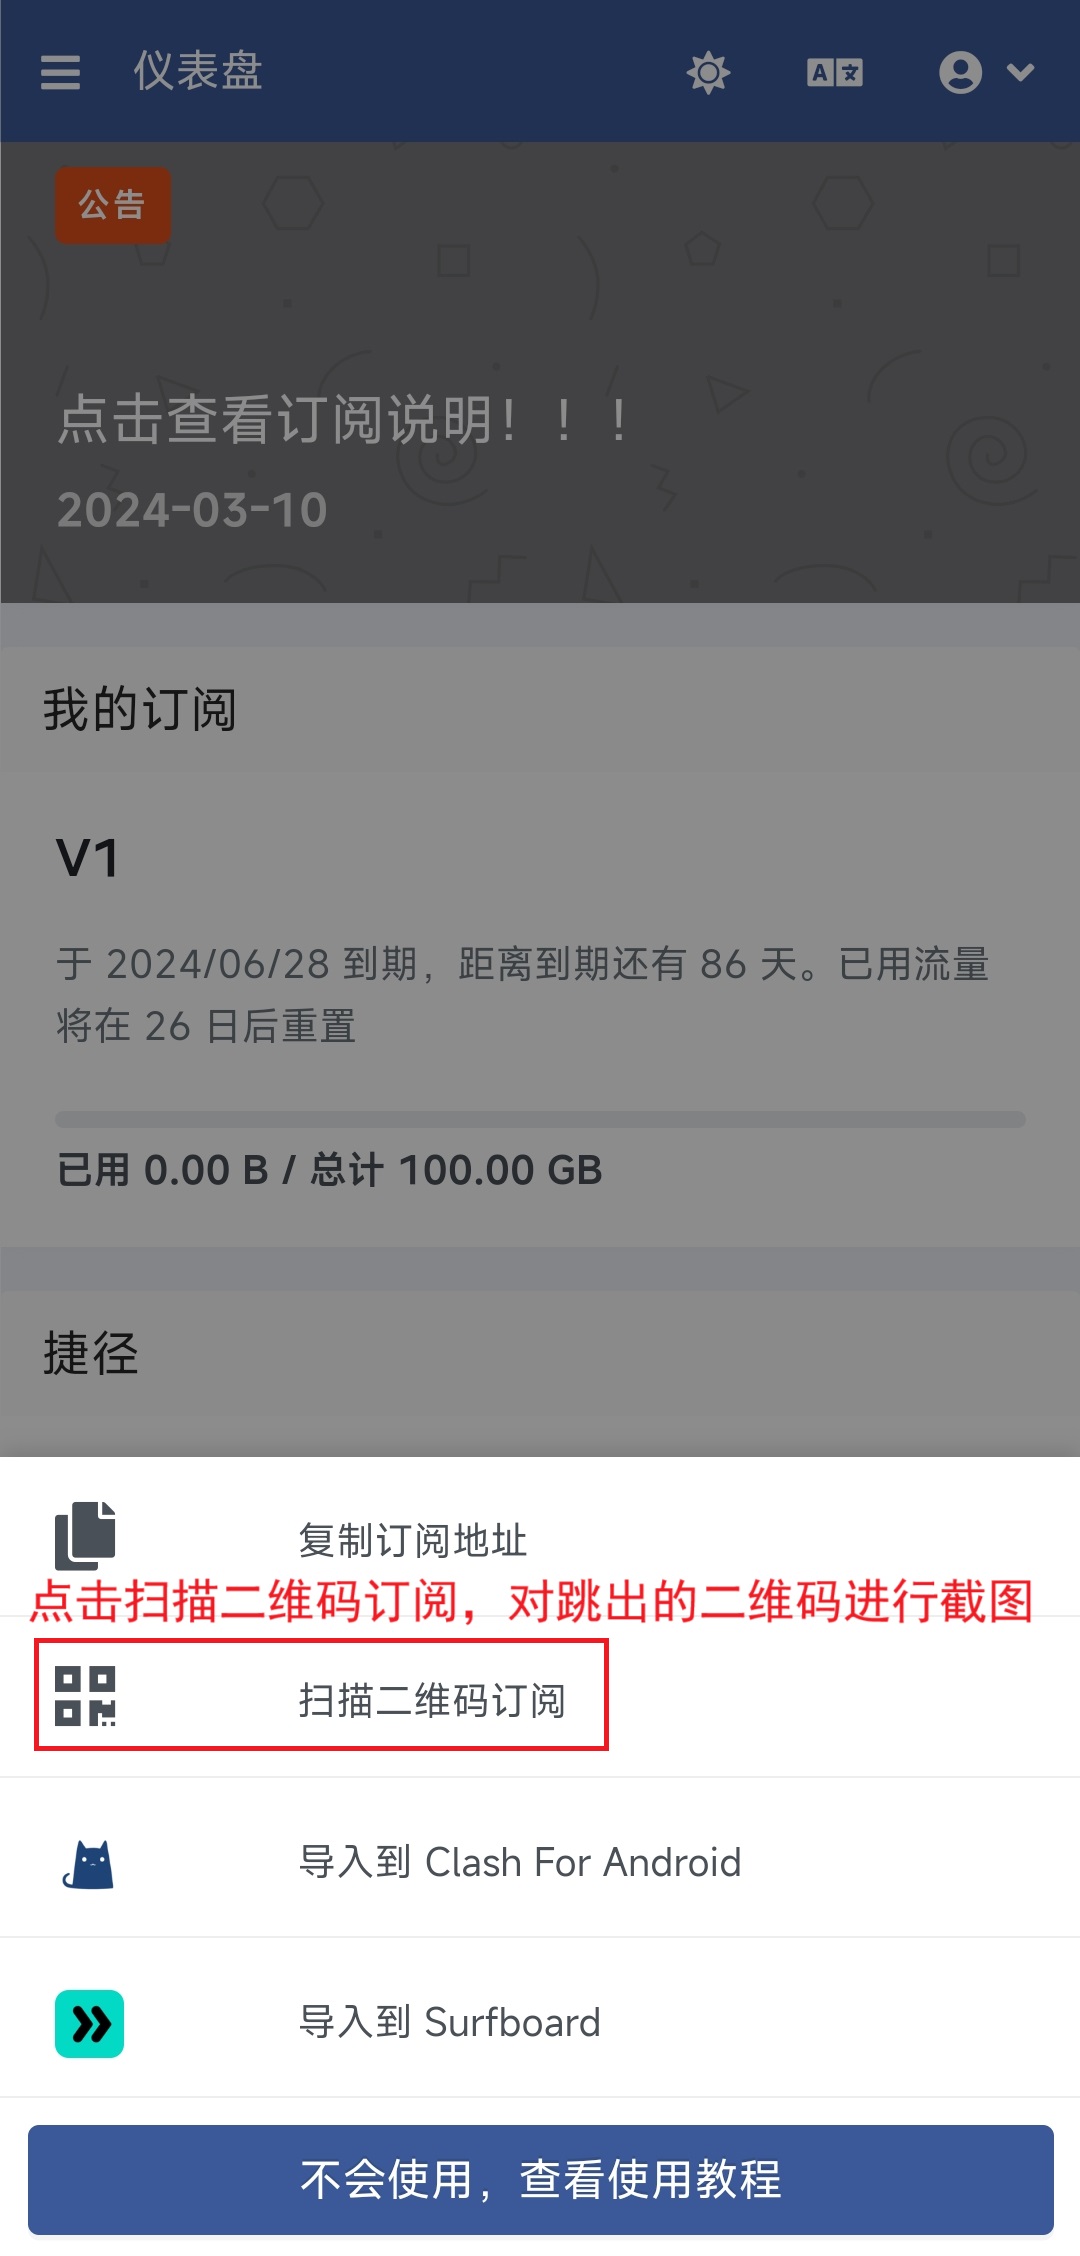 仪表盘
A 文
公告
点击查看订阅说明！！！
2024-03-10
我的订阅
V1
于 2024/06/28 到期，距离到期还有 86 天。已用流量
将在 26 日后重置
已用 0.00 B / 总计 100.00 GB
捷径
复制订阅地址
点击扫描二维码订阅，对跳出的二维码进行截图
扫描二维码订阅
导入到 Clash For Android
导入到 Surfboard
不会使用，查看使用教程